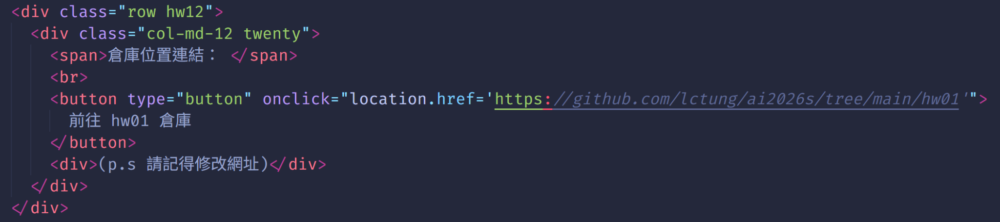 <div class="row hw12">
<div class="col-md-12 twenty">
<span>倉庫位置連結： </span>
<br>
<button type="button" onclick="location.href='https://github.com/lctung/ai2026s/tree/main/hw01'">
前往 hw01 倉庫
</button>
<div>(p.s 請記得修改網址)</div>
</div>
</div>